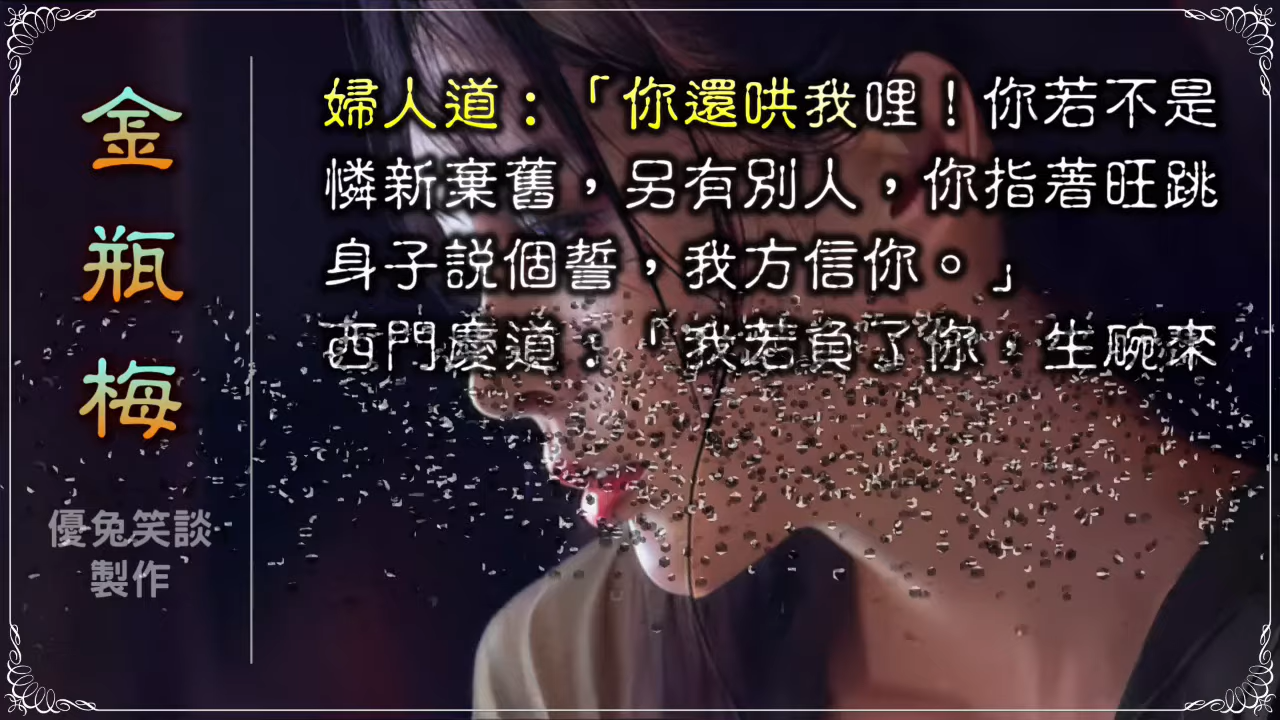 金瓶梅
優兔笑談
製作
婦人道：「你還哄我哩！你若不是
憐新棄舊，另有別人，你指著旺跳
身子說個誓，我方信你。」
西門慶道：「我若負了你，生碗來